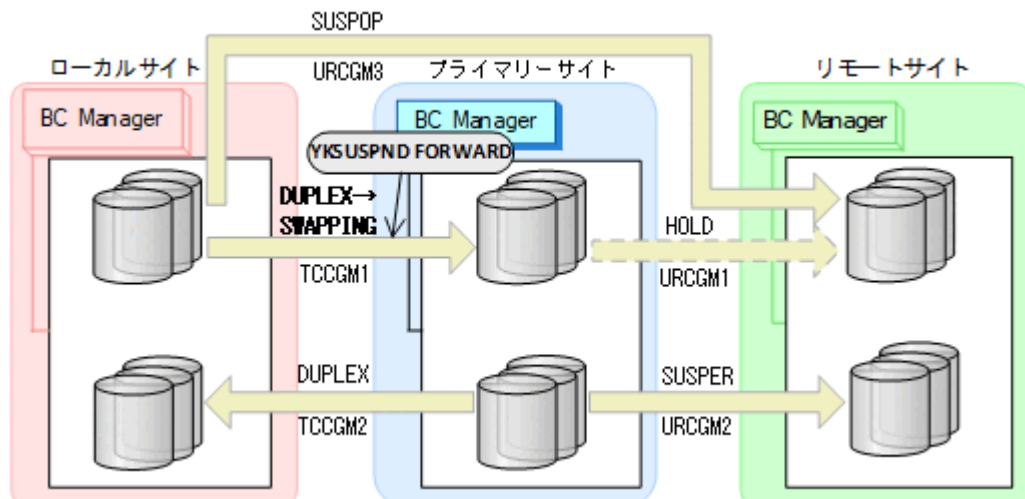 SUSPOP
ローカルサイト
URCGM3
プライマリーサイト
リモートサイト
BC Manager
BC Manager
BC Manager
YKSUSPND FORWARD
DUPLEX→
SWAPPING
HOLD
TCCGM1
URCGM1
DUPLEX
SUSPER
TCCGM2
URCGM2